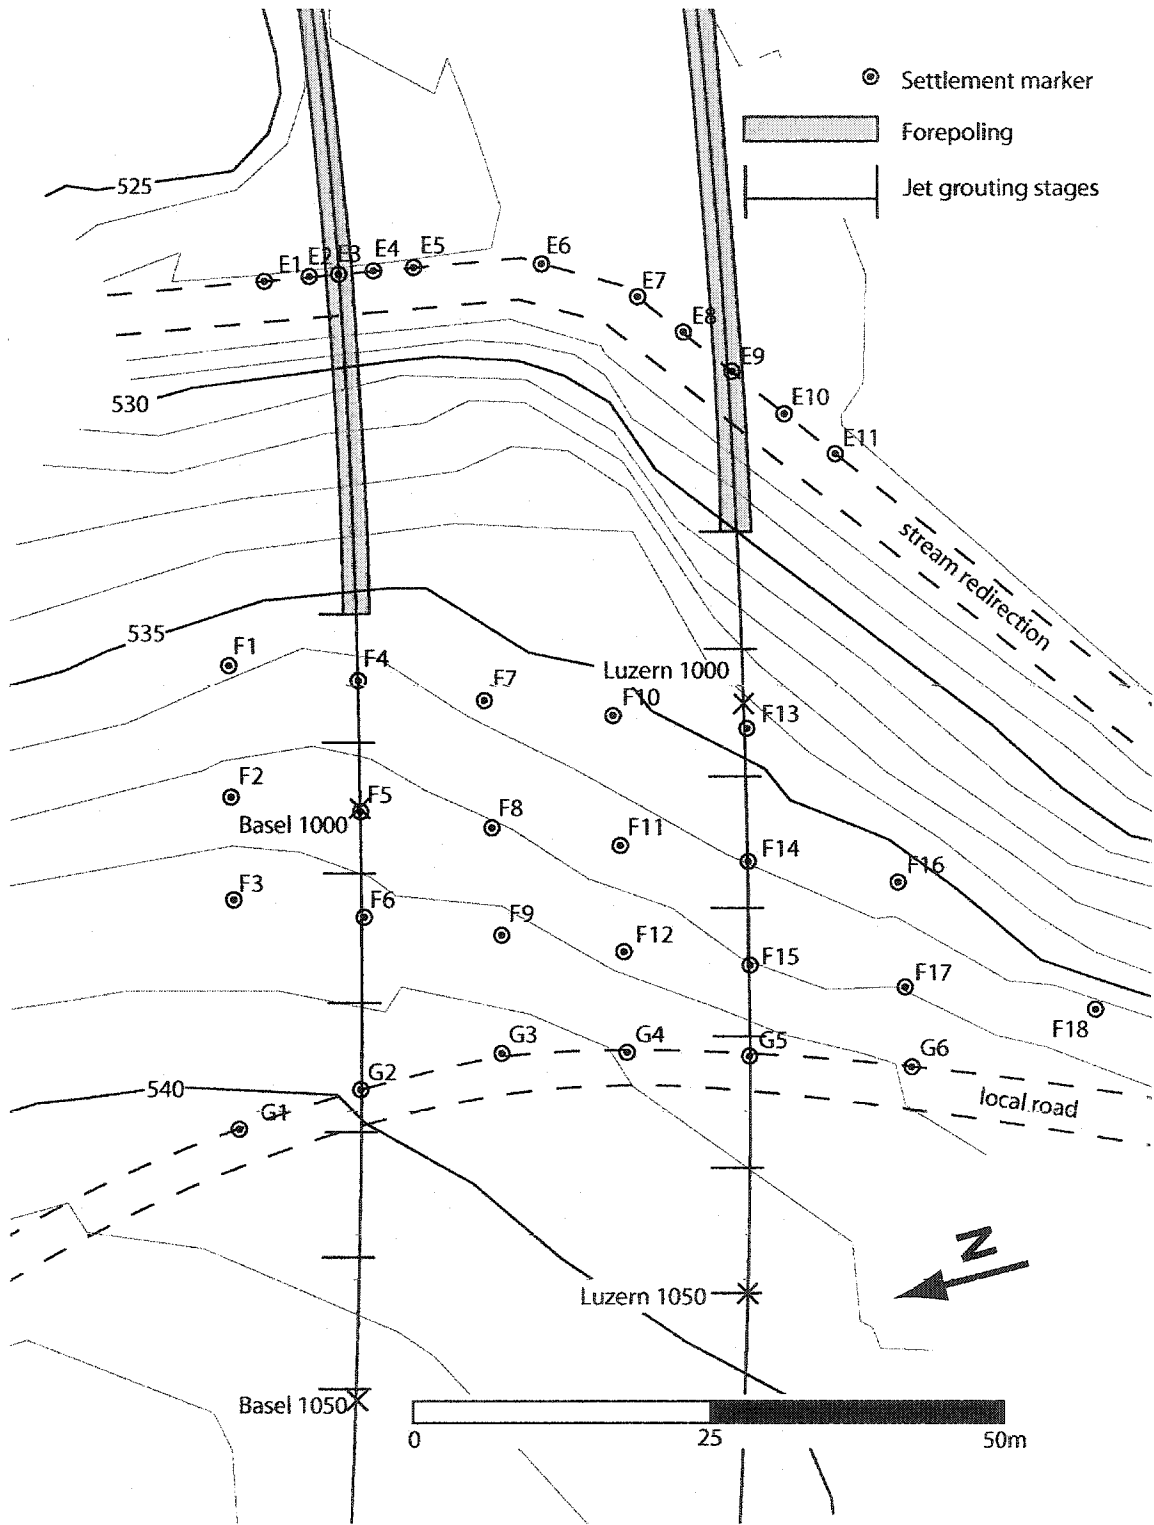 Settlement marker
Forepoling
Jet grouting stages
525
E1
E2
E3
E4
E5
E6
E7
E8
E9
E10
E11
530
stream redirection
535
F1
F4
F7
Luzern 1000
F10
F13
F2
F5
Basel 1000
F8
F11
F14
F16
F3
F6
F9
F12
F15
F17
F18
G3
G4
G5
G6
540
G2
G1
local road
N
Luzern 1050
Basel 1050
0
25
50m